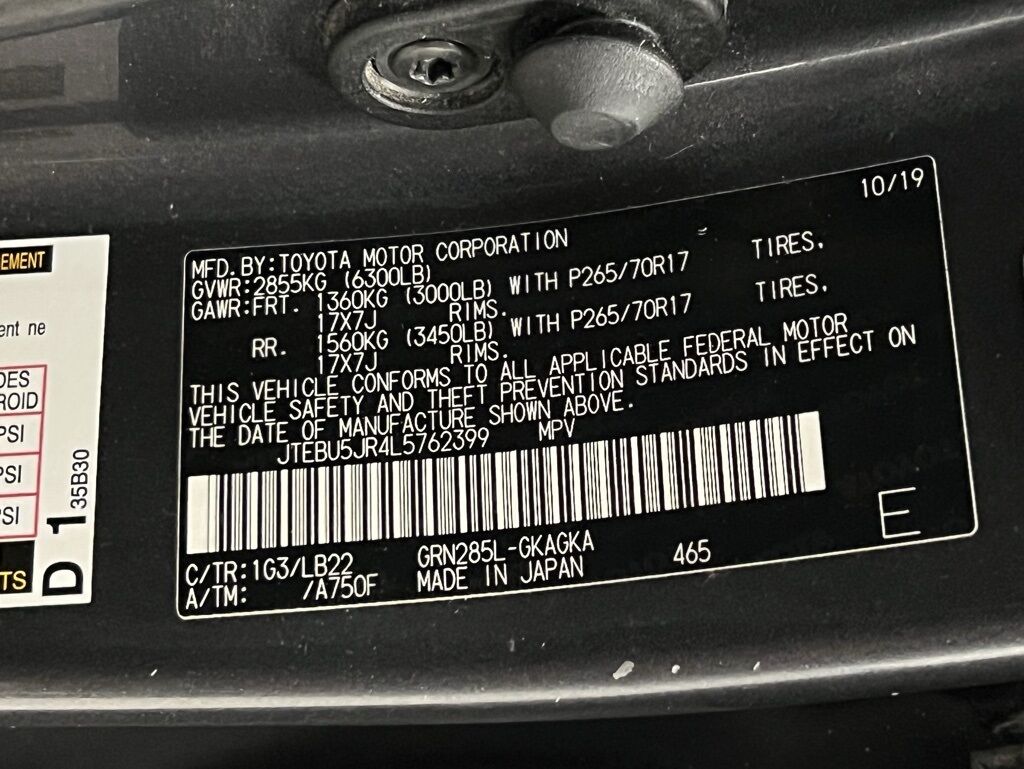 10/19
MFD.BY:TOYOTA MOTOR CORPORATION
GVWR:2855KG (6300LB)
GAWR:FRT. 1360KG (3000LB) WITH P265/70R17 TIRES,
17X7J RIMS.
RR. 1560KG (3450LB) WITH P265/70R17 TIRES,
17X7J RIMS.
THIS VEHICLE CONFORMS TO ALL APPLICABLE FEDERAL MOTOR
VEHICLE SAFETY AND THEFT PREVENTION STANDARDS IN EFFECT ON
THE DATE OF MANUFACTURE SHOWN ABOVE.
JTEBU5JR4L5762399 MPV
C/TR:1G3/LB22 GRN285L-GKAGKA 465
A/TM: /A750F MADE IN JAPAN
E
EMENT
ent ne
DES
ROID
PSI
PSI
PSI
TS
D 1 35B30